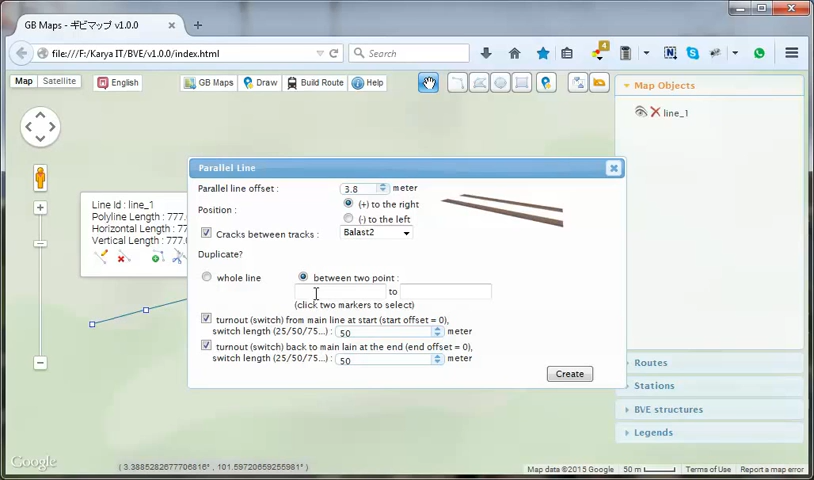 GB Maps - ギビマップ v1.0.0
file:///F:/Karya IT/BVE/v1.0.0/index.html
Search
4
Map
Satellite
English
GB Maps
Draw
Build Route
Help
Map Objects
line_1
Line Id : line_1
Polyline Length : 777.
Horizontal Length : 777.
Vertical Length : 777.0
Parallel Line
Parallel line offset :
3.8
meter
Position :
(+) to the right
(-) to the left
Cracks between tracks :
Balast2
Duplicate?
whole line
between two point :
to
(click two markers to select)
turnout (switch) from main line at start (start offset = 0),
switch length (25/50/75...) :
50
meter
turnout (switch) back to main lain at the end (end offset = 0),
switch length (25/50/75...) :
50
meter
Create
Routes
Stations
BVE structures
Legends
Google
( 3.3885282677706816° , 101.59720659255981° )
Map data ©2015 Google
50 m
Terms of Use
Report a map error